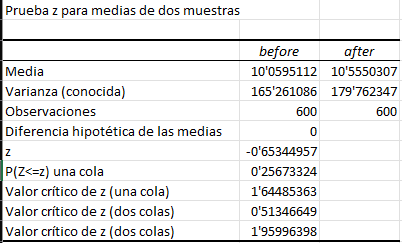 Prueba z para medias de dos muestras
before after
Media 10'0595112 10'5550307
Varianza (conocida) 165'261086 179'762347
Observaciones 600 600
Diferencia hipotética de las medias 0
z -0'65344957
P(Z<=z) una cola 0'25673324
Valor crítico de z (una cola) 1'64485363
Valor crítico de z (dos colas) 0'51346649
Valor crítico de z (dos colas) 1'95996398